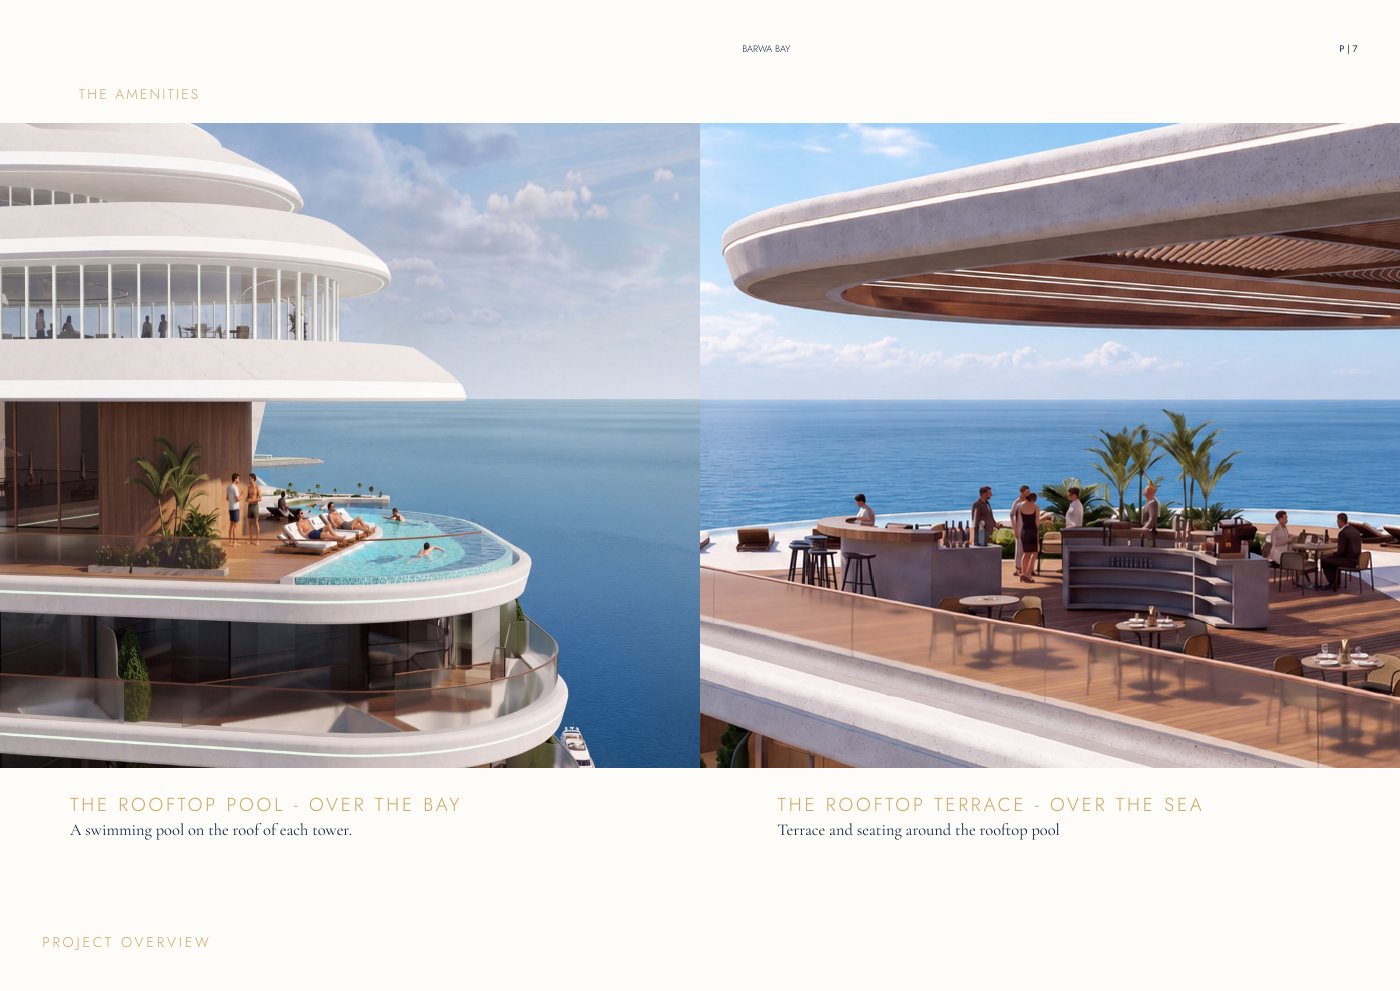 BARWA BAY
P | 7
THE AMENITIES
THE ROOFTOP POOL - OVER THE BAY
A swimming pool on the roof of each tower.
THE ROOFTOP TERRACE - OVER THE SEA
Terrace and seating around the rooftop pool
PROJECT OVERVIEW